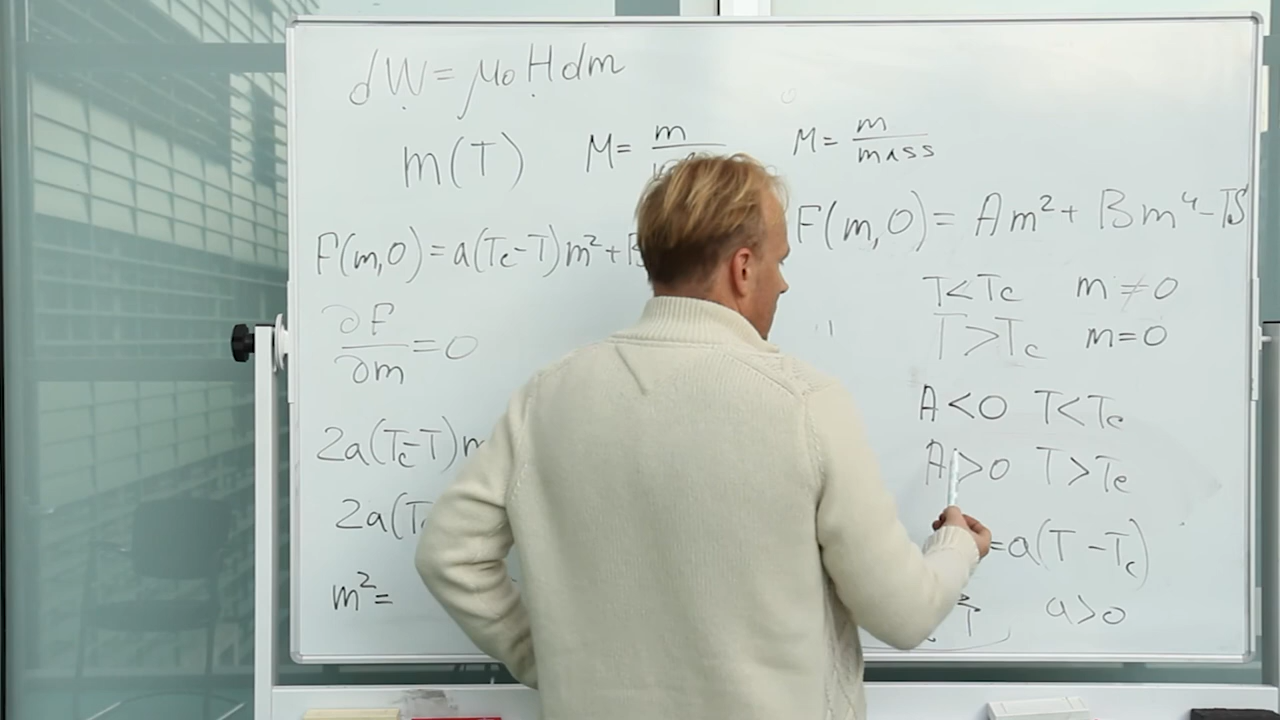 dW = μ₀ H dm
m(T) M = m/ M = m/mass
F(m,0) = a(Tc-T)m² + B
F(m,0) = Am² + Bm⁴ - TS
∂F/∂m = 0
2a(Tc-T)m
2a(T
m² =
T < Tc m ≠ 0
T > Tc m = 0
A < 0 T < Tc
A > 0 T > Tc
= a(T - Tc)
T a > 0